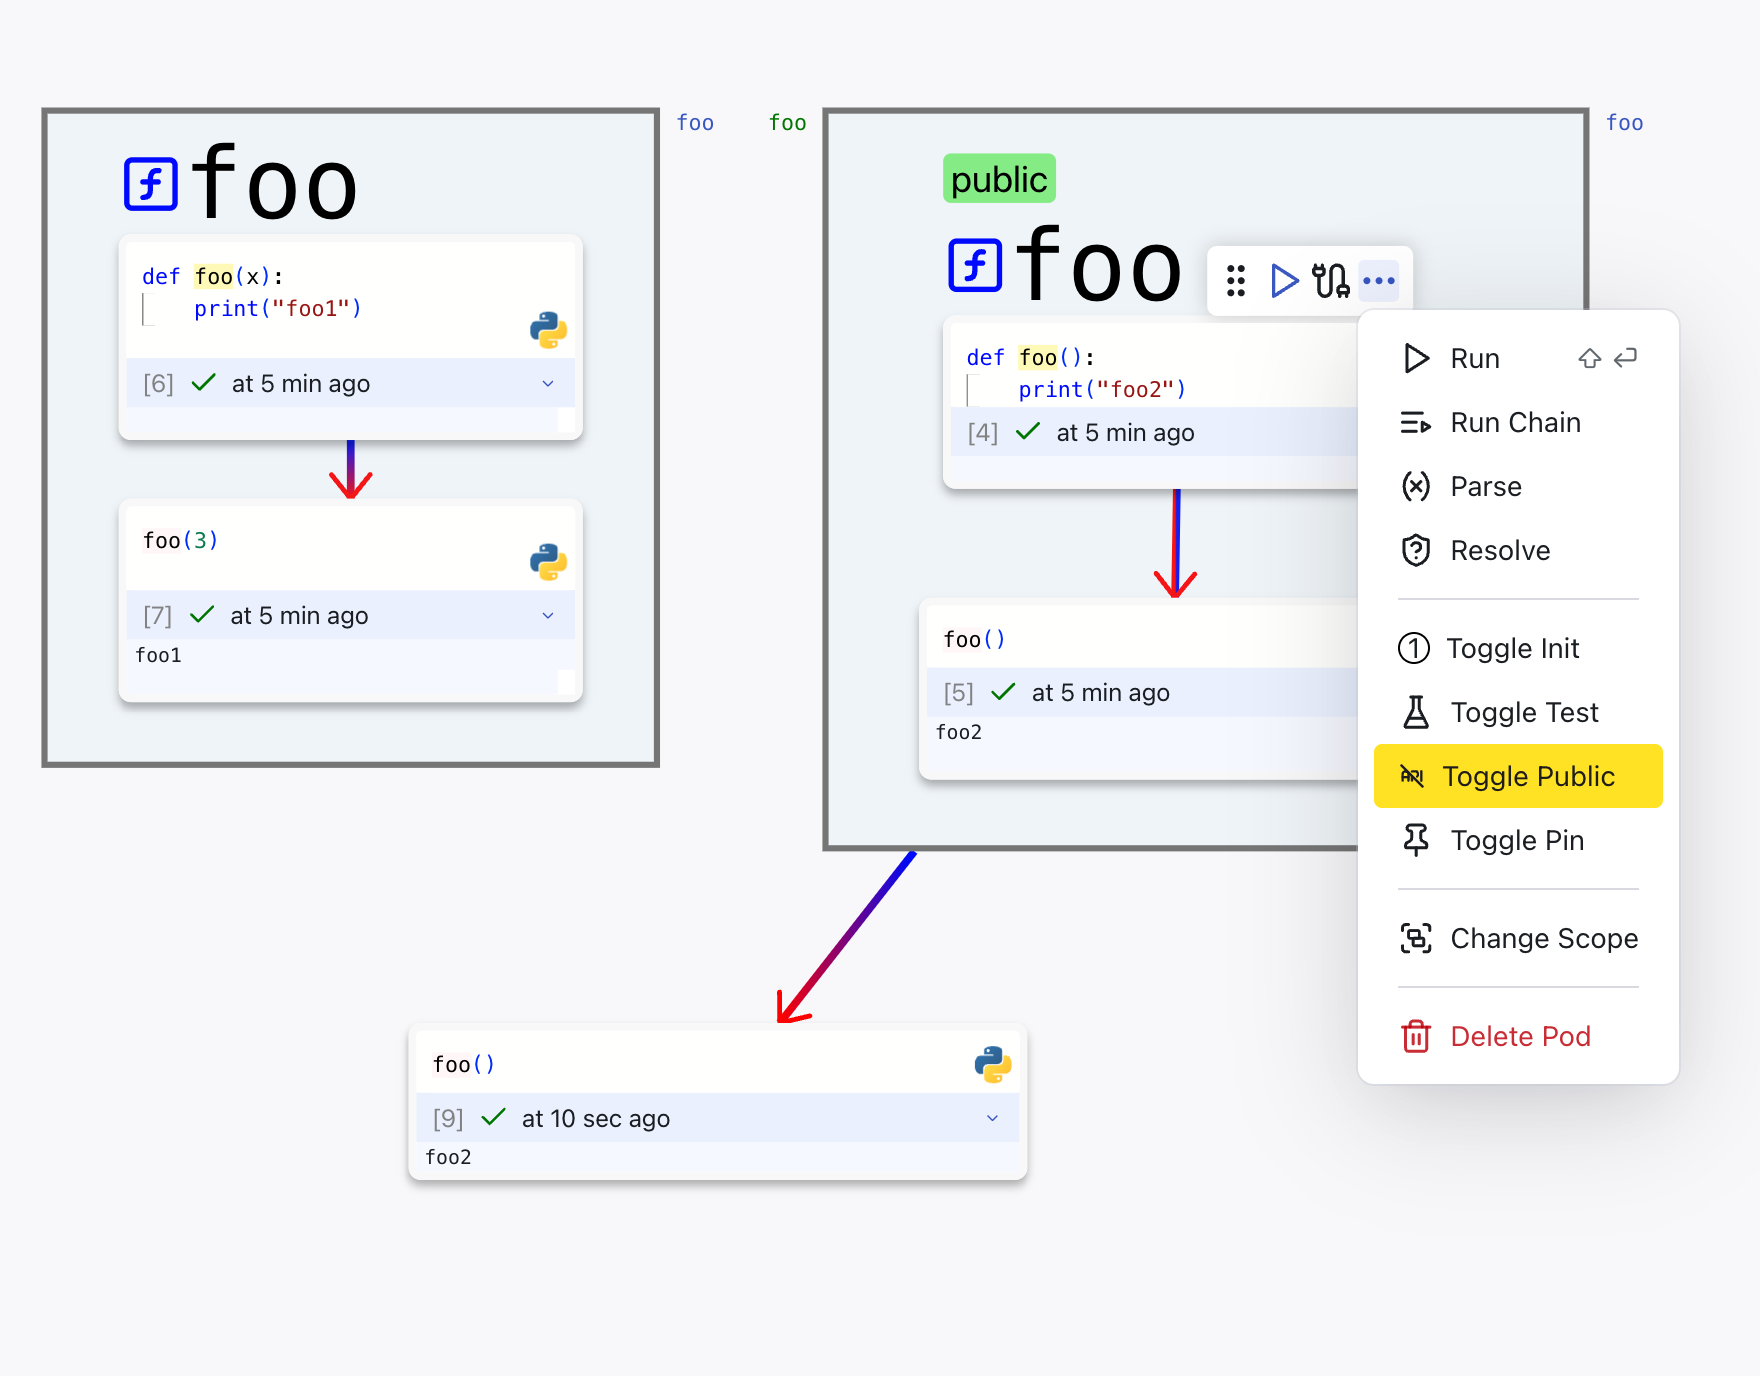 foo
foo
def foo(x):
    print("foo1")
[6] at 5 min ago
foo(3)
[7] at 5 min ago
foo1
foo
foo
public
foo
def foo():
    print("foo2")
[4] at 5 min ago
foo()
[5] at 5 min ago
foo2
Run
Run Chain
Parse
Resolve
1 Toggle Init
Toggle Test
API Toggle Public
Toggle Pin
Change Scope
Delete Pod
foo()
[9] at 10 sec ago
foo2